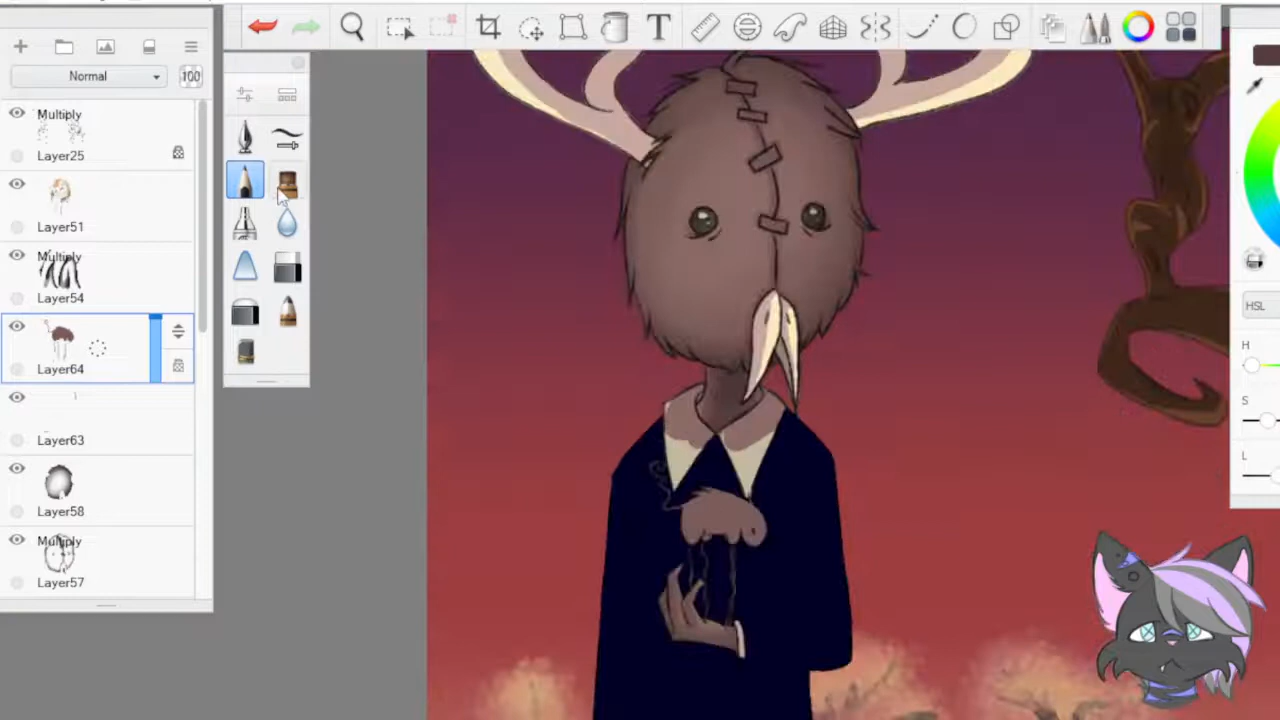 Normal
100
Multiply
Layer25
Layer51
Multiply
Layer54
Layer64
Layer63
Layer58
Multiply
Layer57
T
HSL
H
S
L